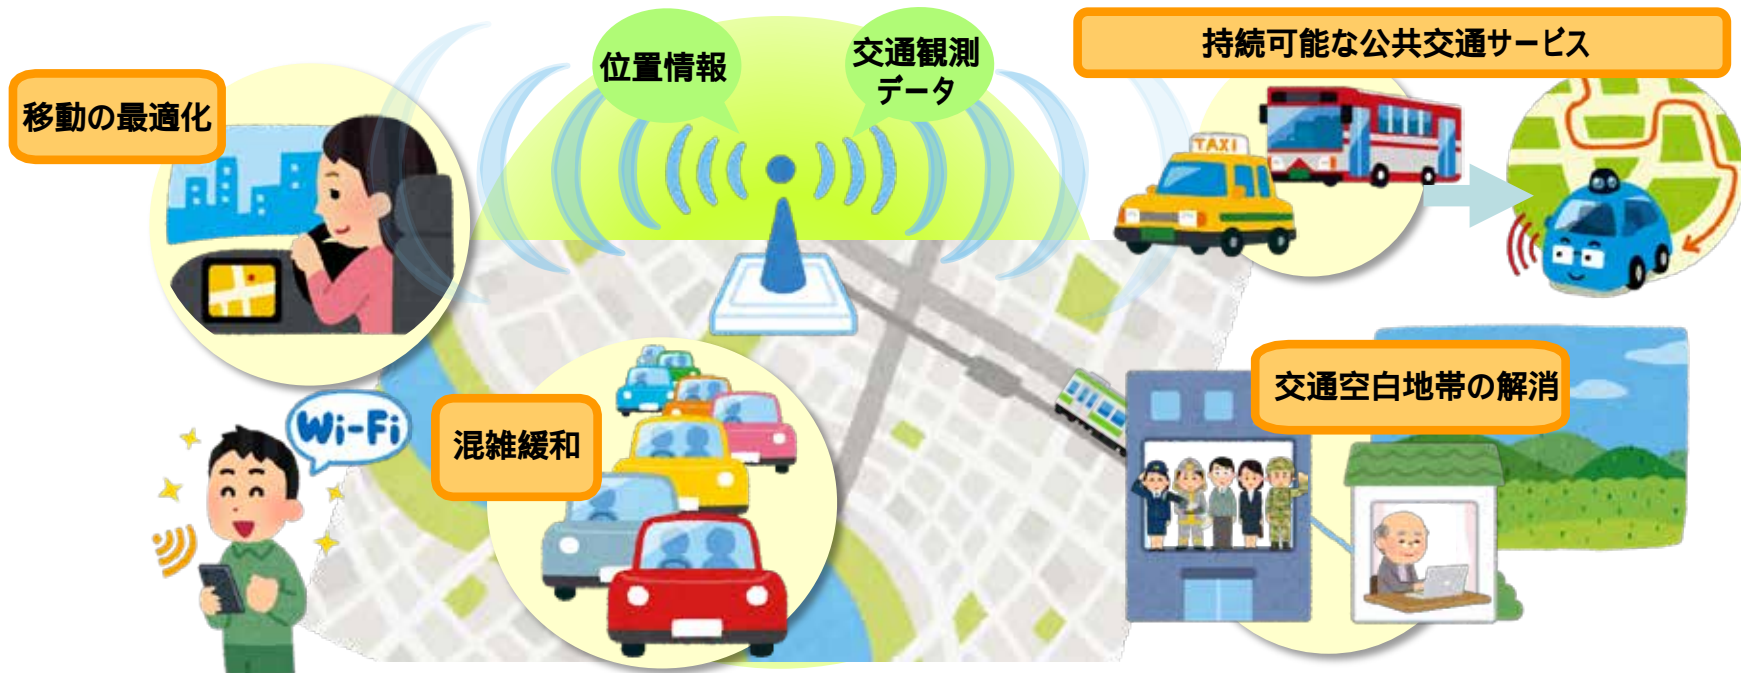 位置情報
交通観測
データ
持続可能な公共交通サービス
移動の最適化
TAXI
Wi-Fi
混雑緩和
交通空白地帯の解消